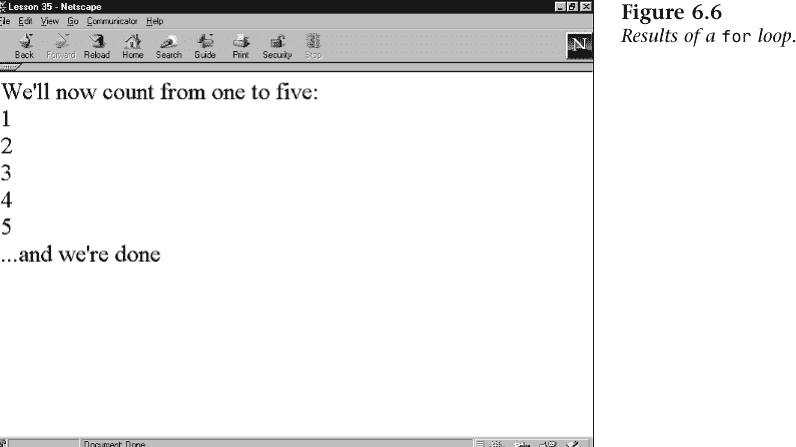 Lesson 35 - Netscape
File Edit View Go Communicator Help
Back Forward Reload Home Search Guide Print Security Stop
N
We'll now count from one to five:
1
2
3
4
5
...and we're done
Document: Done
Figure 6.6
Results of a for loop.